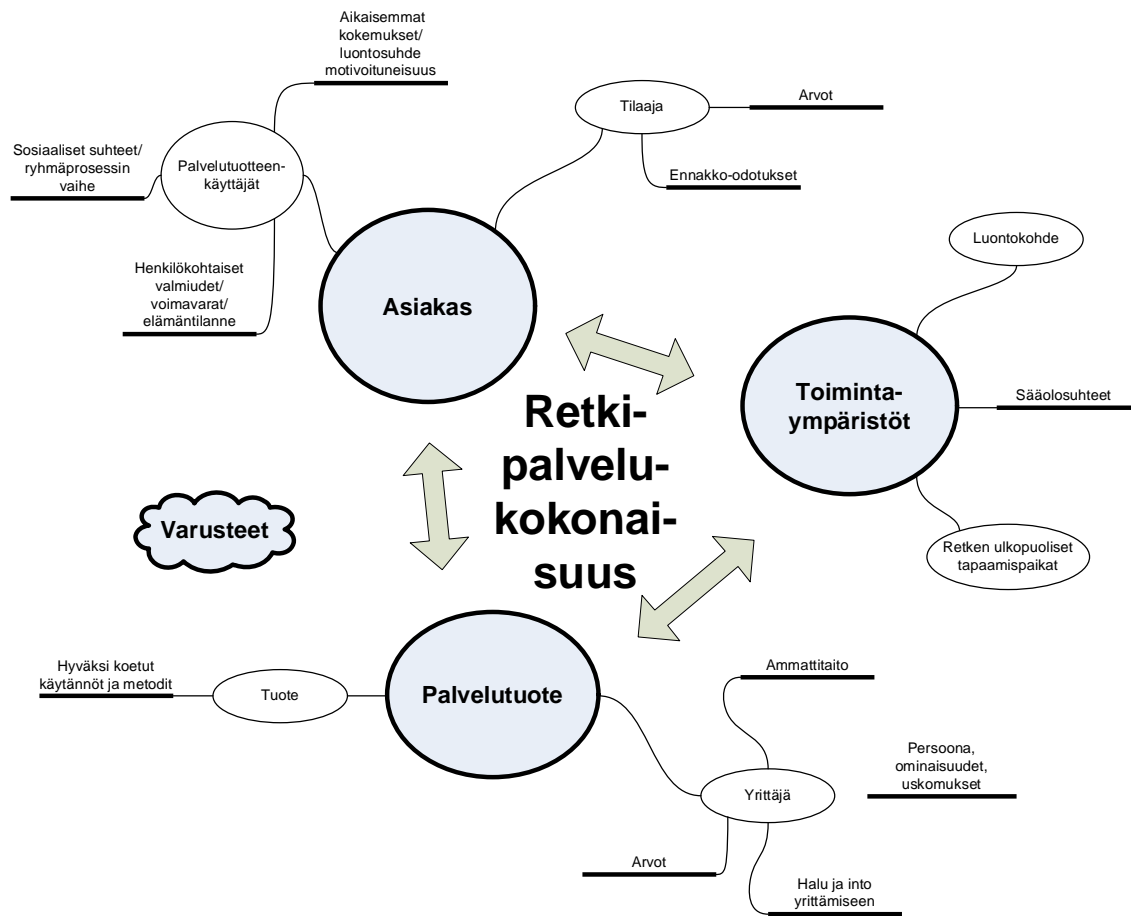 Aikaisemmat
kokemukset/
luontosuhde
motivoituneisuus
Sosiaaliset suhteet/
ryhmäprosessin
vaihe
Palvelutuotteen-
käyttäjät
Henkilökohtaiset
valmiudet/
voimavarat/
elämäntilanne
Tilaaja
Arvot
Ennakko-odotukset
Asiakas
Luontokohde
Toiminta-
ympäristöt
Sääolosuhteet
Retken ulkopuoliset
tapaamispaikat
Retki-
palvelu-
kokonai-
suus
Varusteet
Hyväksi koetut
käytännöt ja metodit
Tuote
Palvelutuote
Ammattitaito
Persoona,
ominaisuudet,
uskomukset
Yrittäjä
Arvot
Halu ja into
yrittämiseen